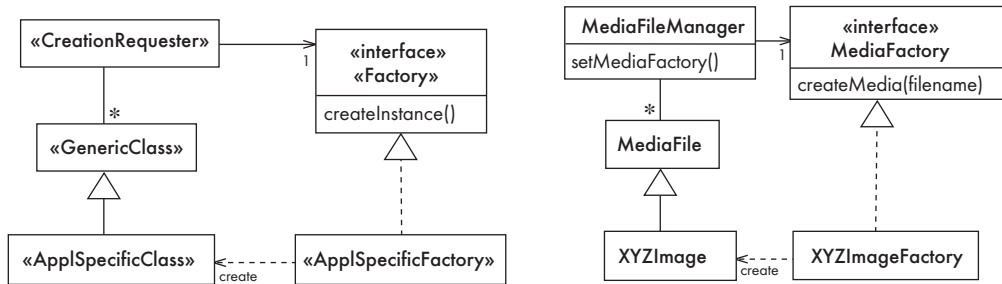 «CreationRequester»
1
«interface»
«Factory»
createInstance()
*
«GenericClass»
«ApplSpecificClass»
create
«ApplSpecificFactory»
MediaFileManager
setMediaFactory()
1
«interface»
MediaFactory
createMedia(filename)
*
MediaFile
XYZImage
create
XYZImageFactory